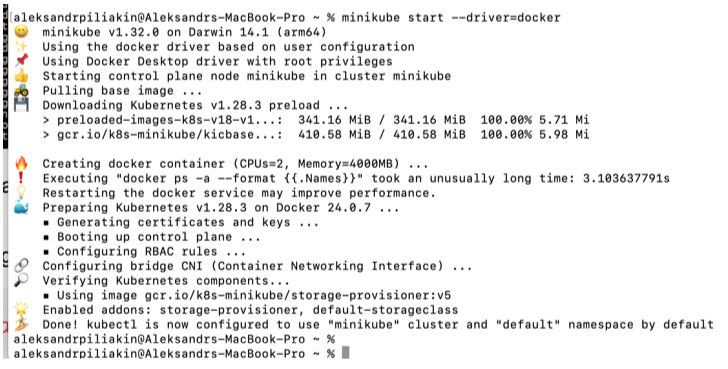 aleksandrpiliakin@Aleksandrs-MacBook-Pro ~ % minikube start --driver=docker
😄 minikube v1.32.0 on Darwin 14.1 (arm64)
✨ Using the docker driver based on user configuration
📌 Using Docker Desktop driver with root privileges
👍 Starting control plane node minikube in cluster minikube
🚜 Pulling base image ...
💾 Downloading Kubernetes v1.28.3 preload ...
> preloaded-images-k8s-v18-v1...: 341.16 MiB / 341.16 MiB 100.00% 5.71 Mi
> gcr.io/k8s-minikube/kicbase...: 410.58 MiB / 410.58 MiB 100.00% 5.98 Mi
🔥 Creating docker container (CPUs=2, Memory=4000MB) ...
❗ Executing "docker ps -a --format {{.Names}}" took an unusually long time: 3.103637791s
💡 Restarting the docker service may improve performance.
🐳 Preparing Kubernetes v1.28.3 on Docker 24.0.7 ...
▪ Generating certificates and keys ...
▪ Booting up control plane ...
▪ Configuring RBAC rules ...
🔗 Configuring bridge CNI (Container Networking Interface) ...
🔎 Verifying Kubernetes components...
▪ Using image gcr.io/k8s-minikube/storage-provisioner:v5
🌟 Enabled addons: storage-provisioner, default-storageclass
🏄 Done! kubectl is now configured to use "minikube" cluster and "default" namespace by default
aleksandrpiliakin@Aleksandrs-MacBook-Pro ~ %
aleksandrpiliakin@Aleksandrs-MacBook-Pro ~ %